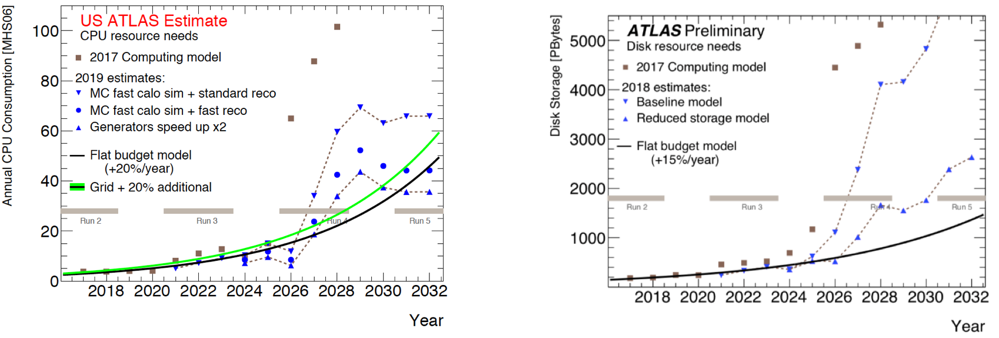 US ATLAS Estimate
CPU resource needs
2017 Computing model
2019 estimates:
MC fast calo sim + standard reco
MC fast calo sim + fast reco
Generators speed up x2
Flat budget model
(+20%/year)
Grid + 20% additional
Run 2
Run 3
Run 4
Run 5
Annual CPU Consumption [MHS06]
100
80
60
40
20
0
2018 2020 2022 2024 2026 2028 2030 2032
Year
ATLAS Preliminary
Disk resource needs
2017 Computing model
2018 estimates:
Baseline model
Reduced storage model
Flat budget model
(+15%/year)
Run 2
Run 3
Run 4
Run 5
Disk Storage [PBytes]
5000
4000
3000
2000
1000
2018 2020 2022 2024 2026 2028 2030 2032
Year